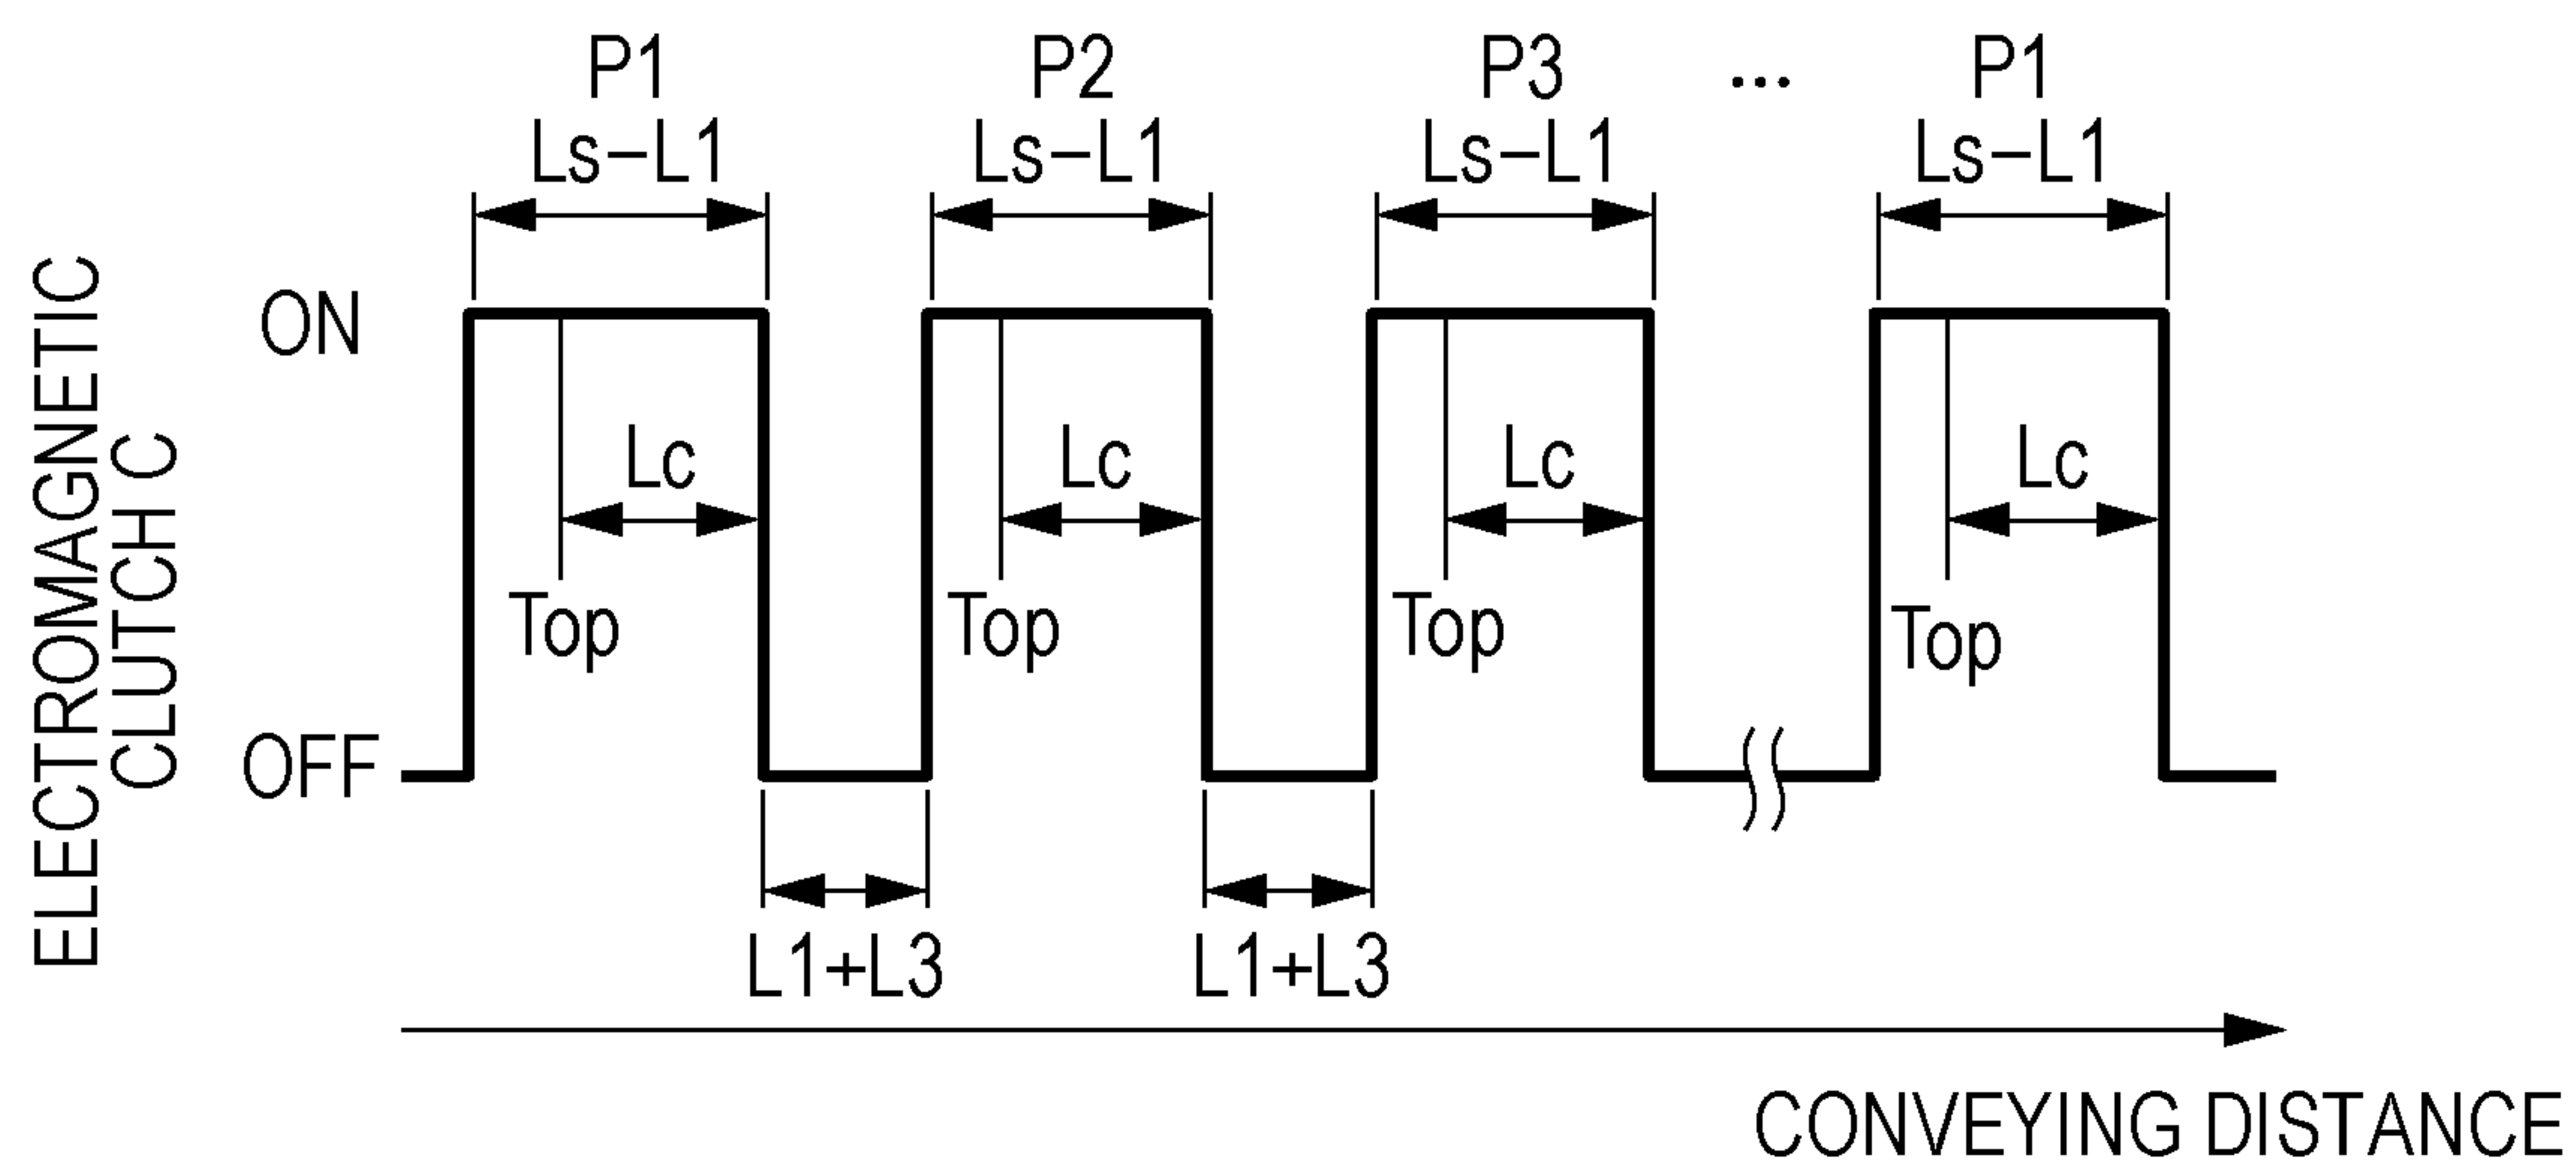 P1 P2 P3 ... P1
Ls−L1 Ls−L1 Ls−L1 Ls−L1
ELECTROMAGNETIC
CLUTCH C
ON
Lc Lc Lc Lc
Top Top Top Top
OFF
L1+L3 L1+L3
CONVEYING DISTANCE